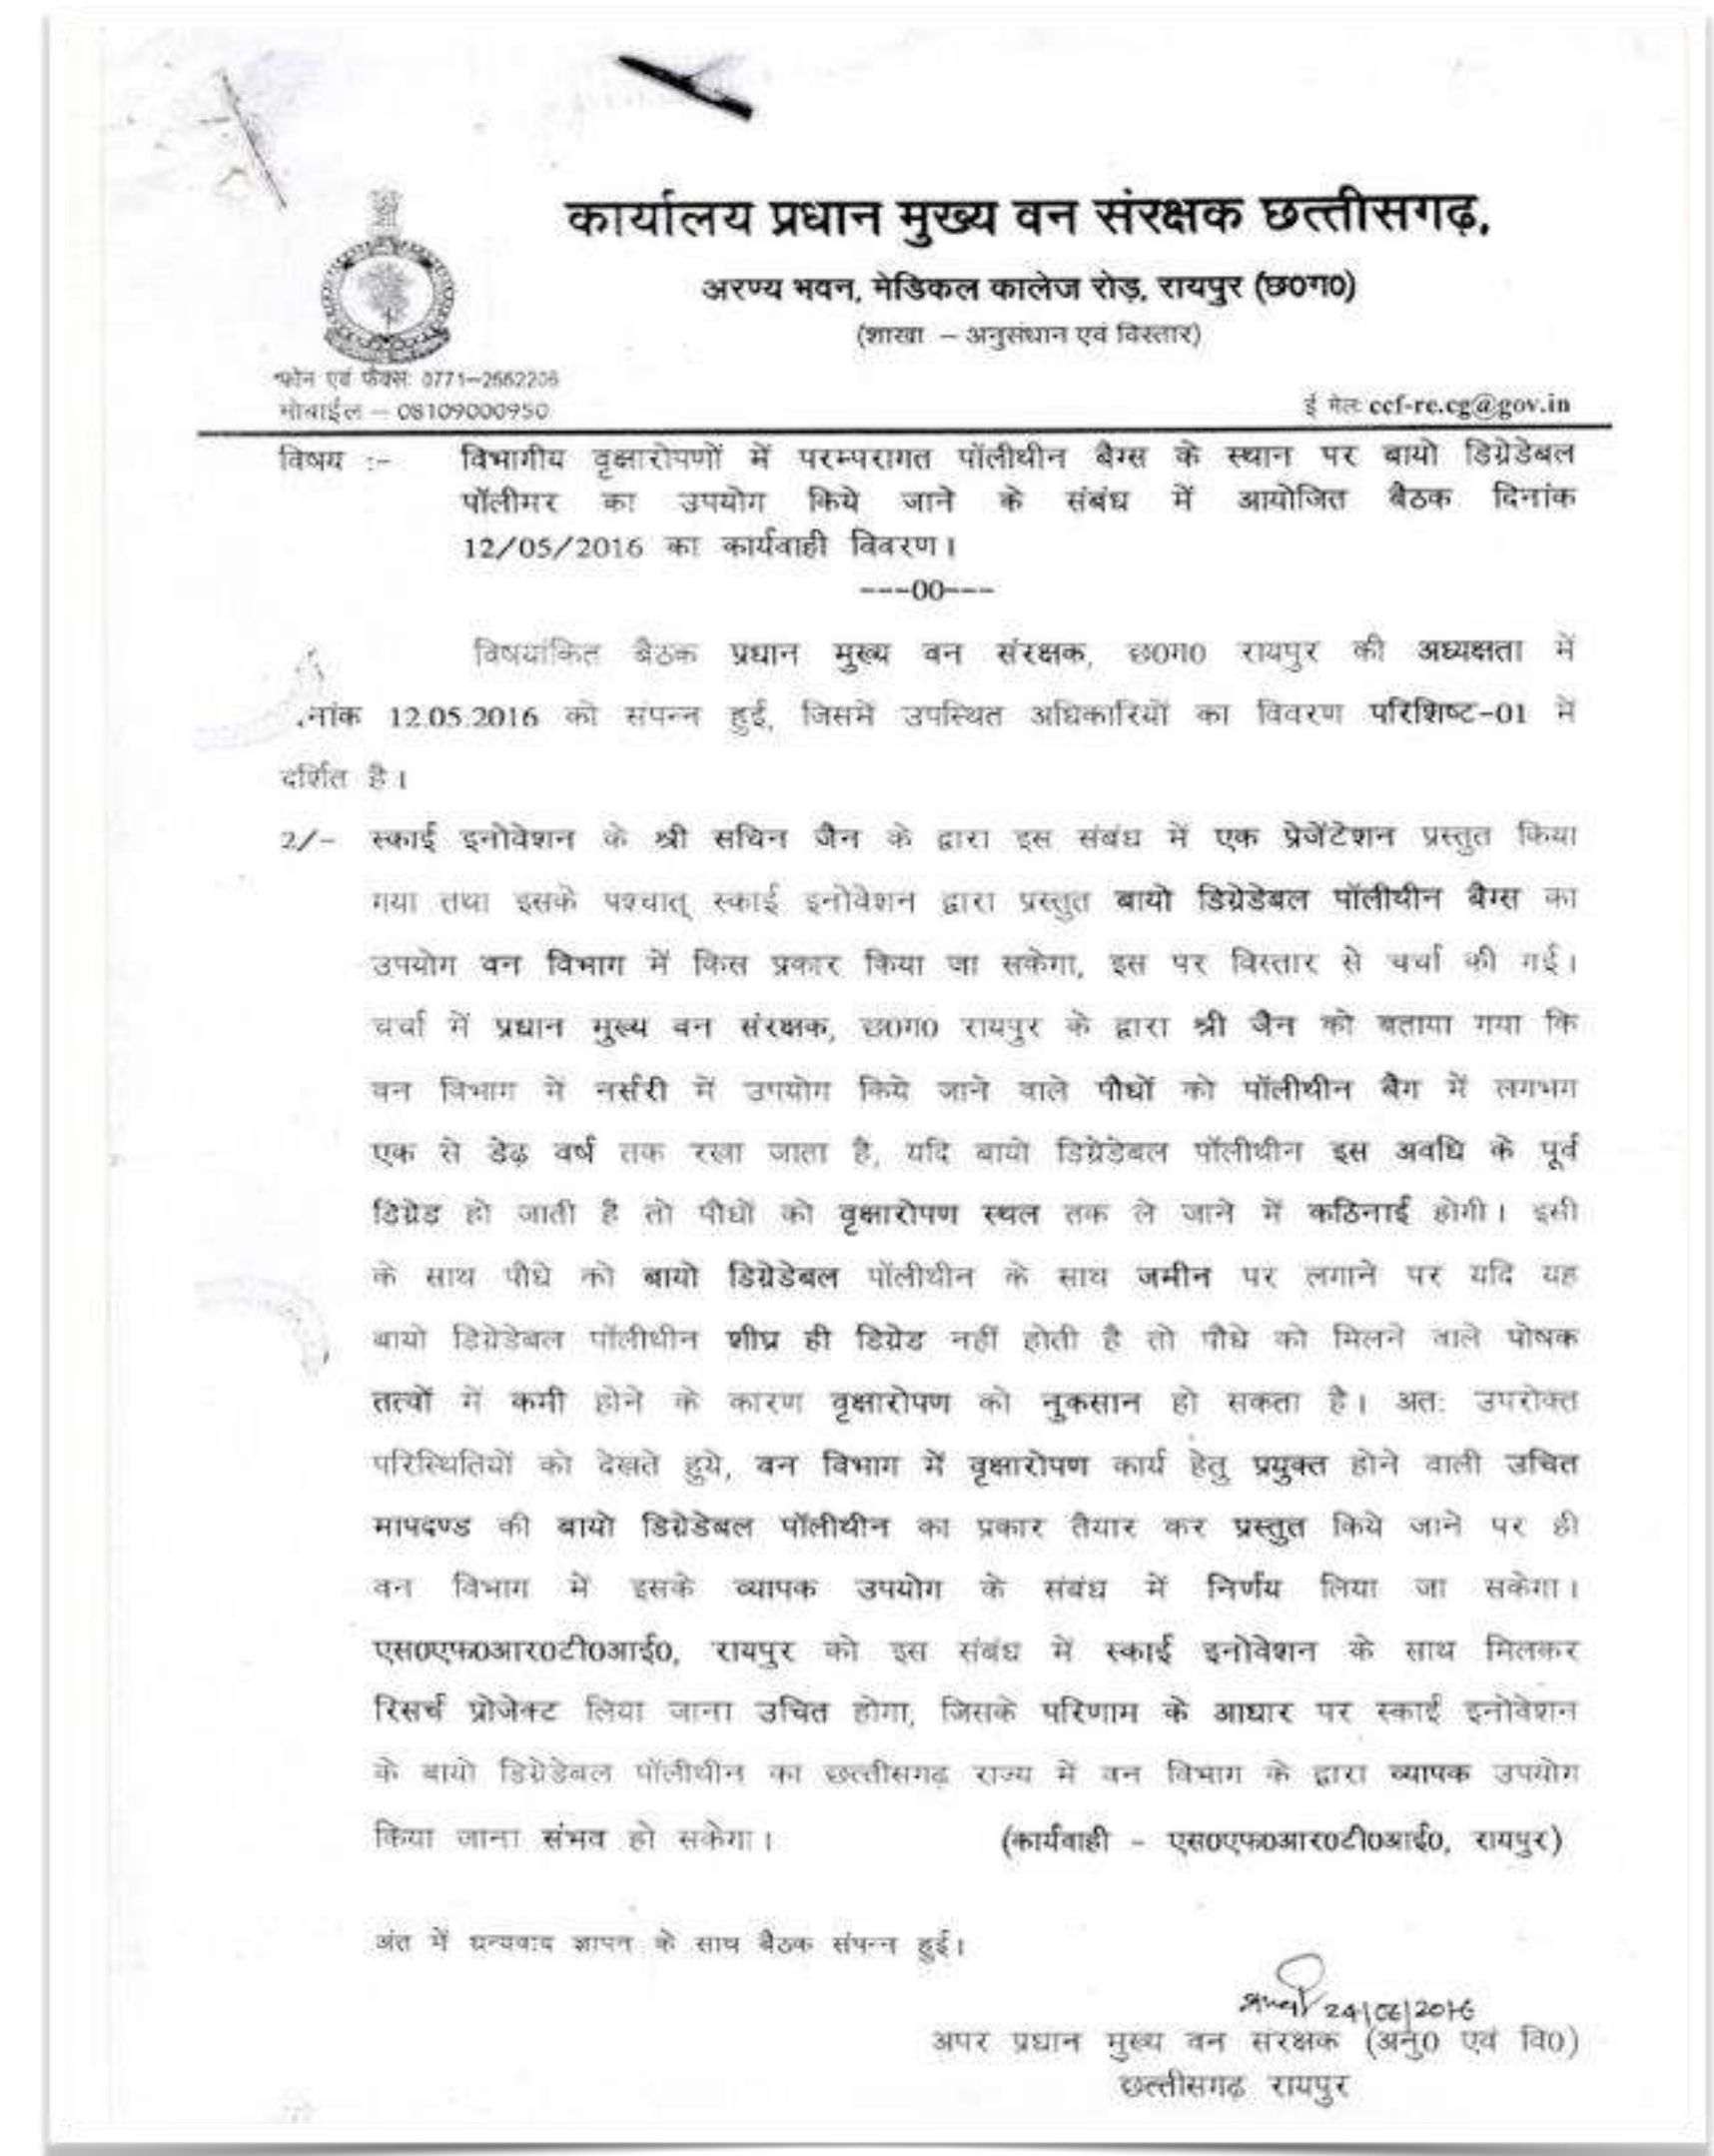 कार्यालय प्रधान मुख्य वन संरक्षक छत्तीसगढ़,
अरण्य भवन, मेडिकल कालेज रोड़, रायपुर (छ0ग0)
(शाखा – अनुसंधान एवं विस्तार)
फोन एवं फैक्स: 0771–2552206
मोबाईल – 08109000950
ई मेल: ccf-re.cg@gov.in
विषय :– विभागीय वृक्षारोपणों में परम्परागत पॉलीथीन बैग्स के स्थान पर बायो डिग्रेडेबल
पॉलीमर का उपयोग किये जाने के संबंध में आयोजित बैठक दिनांक
12/05/2016 का कार्यवाही विवरण।
---00---
विषयांकित बैठक प्रधान मुख्य वन संरक्षक, छ0ग0 रायपुर की अध्यक्षता में
.नांक 12.05.2016 को संपन्न हुई, जिसमें उपस्थित अधिकारियों का विवरण परिशिष्ट-01 में
दर्शित है।
2/- स्काई इनोवेशन के श्री सचिन जैन के द्वारा इस संबंध में एक प्रेजेंटेशन प्रस्तुत किया
गया तथा इसके पश्चात् स्काई इनोवेशन द्वारा प्रस्तुत बायो डिग्रेडेबल पॉलीथीन बैग्स का
उपयोग वन विभाग में किस प्रकार किया जा सकेगा, इस पर विस्तार से चर्चा की गई।
चर्चा में प्रधान मुख्य वन संरक्षक, छ0ग0 रायपुर के द्वारा श्री जैन को बताया गया कि
वन विभाग में नर्सरी में उपयोग किये जाने वाले पौधों को पॉलीथीन बैग में लगभग
एक से डेढ़ वर्ष तक रखा जाता है, यदि बायो डिग्रेडेबल पॉलीथीन इस अवधि के पूर्व
डिग्रेड हो जाती है तो पौधों को वृक्षारोपण स्थल तक ले जाने में कठिनाई होगी। इसी
के साथ पौधे को बायो डिग्रेडेबल पॉलीथीन के साथ जमीन पर लगाने पर यदि यह
बायो डिग्रेडेबल पॉलीथीन शीघ्र ही डिग्रेड नहीं होती है तो पौधे को मिलने वाले पोषक
तत्वों में कमी होने के कारण वृक्षारोपण को नुकसान हो सकता है। अत: उपरोक्त
परिस्थितियों को देखते हुये, वन विभाग में वृक्षारोपण कार्य हेतु प्रयुक्त होने वाली उचित
मापदण्ड की बायो डिग्रेडेबल पॉलीथीन का प्रकार तैयार कर प्रस्तुत किये जाने पर ही
वन विभाग में इसके व्यापक उपयोग के संबंध में निर्णय लिया जा सकेगा।
एस0एफ0आर0टी0आई0, रायपुर को इस संबंध में स्काई इनोवेशन के साथ मिलकर
रिसर्च प्रोजेक्ट लिया जाना उचित होगा, जिसके परिणाम के आधार पर स्काई इनोवेशन
के बायो डिग्रेडेबल पॉलीथीन का छत्तीसगढ़ राज्य में वन विभाग के द्वारा व्यापक उपयोग
किया जाना संभव हो सकेगा। (कार्यवाही - एस0एफ0आर0टी0आई0, रायपुर)
अंत में धन्यवाद ज्ञापन के साथ बैठक संपन्न हुई।
अपर प्रधान मुख्य वन संरक्षक (अनु0 एवं वि0)
छत्तीसगढ़ रायपुर